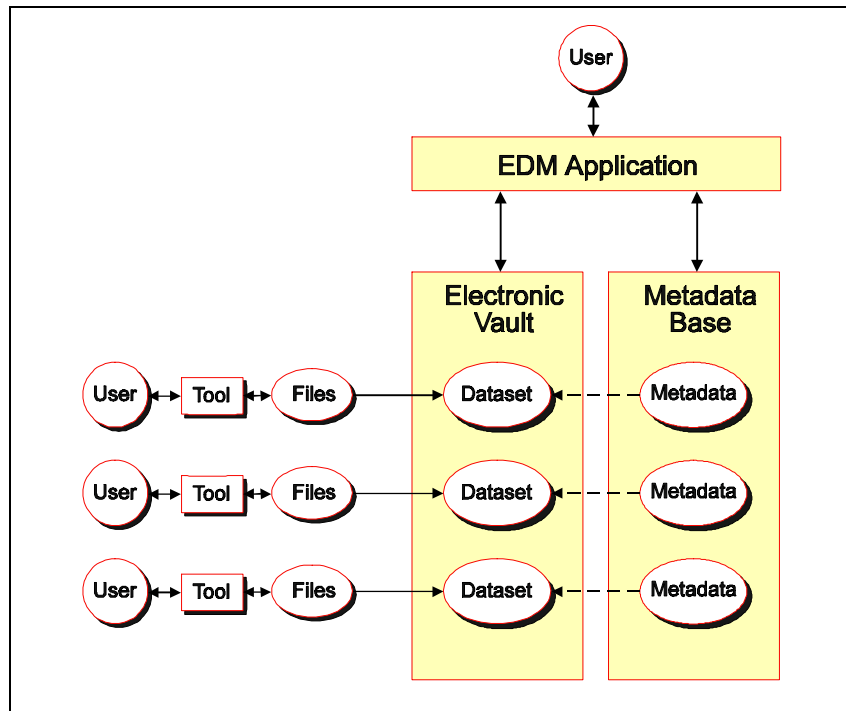 User
EDM Application
Electronic
Vault
Metadata
Base
User Tool Files Dataset Metadata
User Tool Files Dataset Metadata
User Tool Files Dataset Metadata